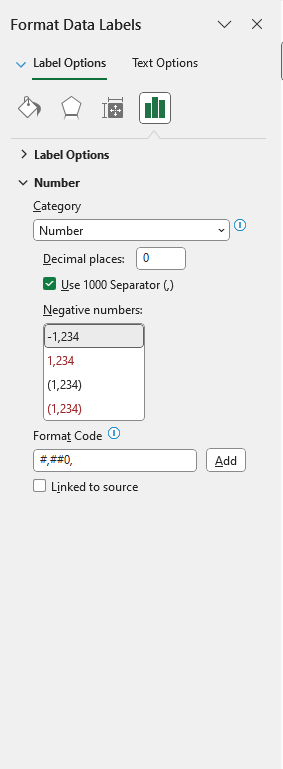 Format Data Labels
Label Options Text Options
Label Options
Number
Category
Number
Decimal places: 0
Use 1000 Separator (,)
Negative numbers:
-1,234
1,234
(1,234)
(1,234)
Format Code
#,##0, Add
Linked to source